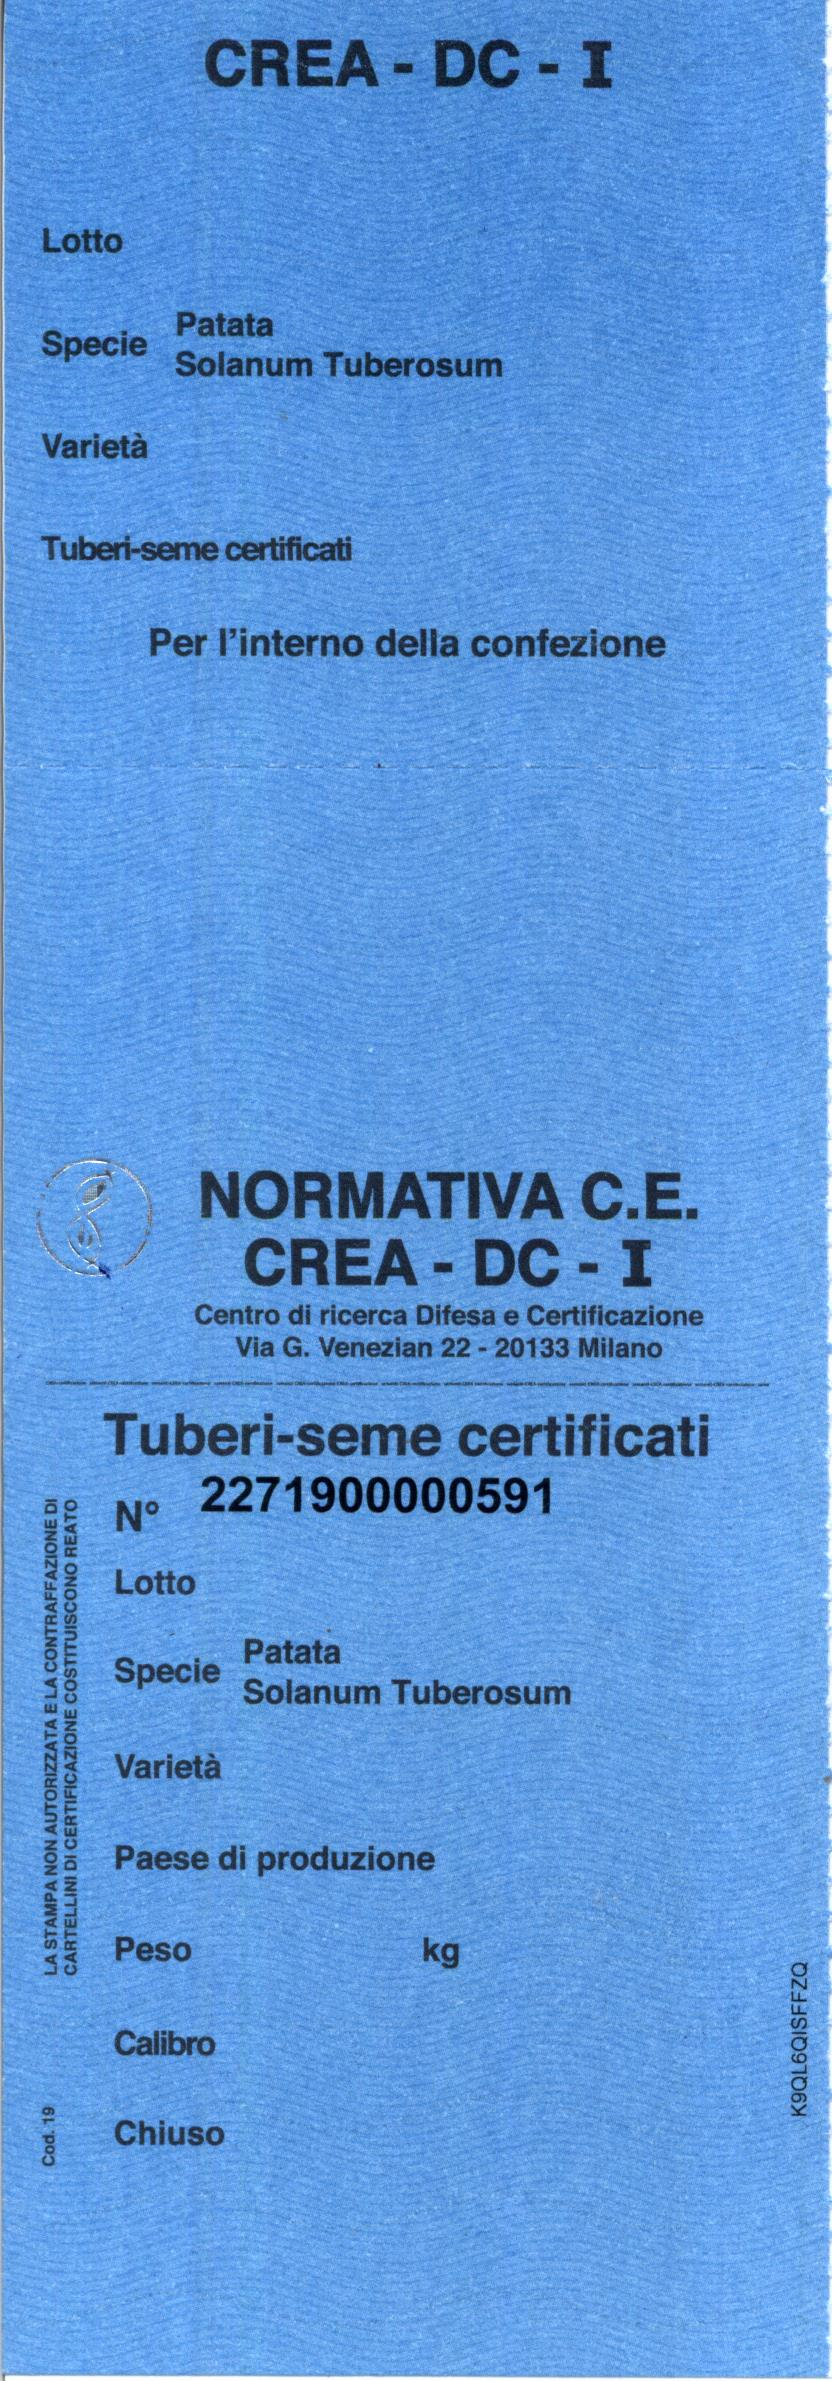 CREA - DC - I
Lotto
Specie
Patata
Solanum Tuberosum
Varietà
Tuberi-seme certificati
Per l'interno della confezione
NORMATIVA C.E.
CREA - DC - I
Centro di ricerca Difesa e Certificazione
Via G. Venezian 22 - 20133 Milano
Tuberi-seme certificati
N° 2271900000591
Lotto
Specie
Patata
Solanum Tuberosum
Varietà
Paese di produzione
Peso kg
Calibro
Chiuso
LA STAMPA NON AUTORIZZATA E LA CONTRAFFAZIONE DI
CARTELLINI DI CERTIFICAZIONE COSTITUISCONO REATO
Cod. 19
K9QL6QISFFZQ